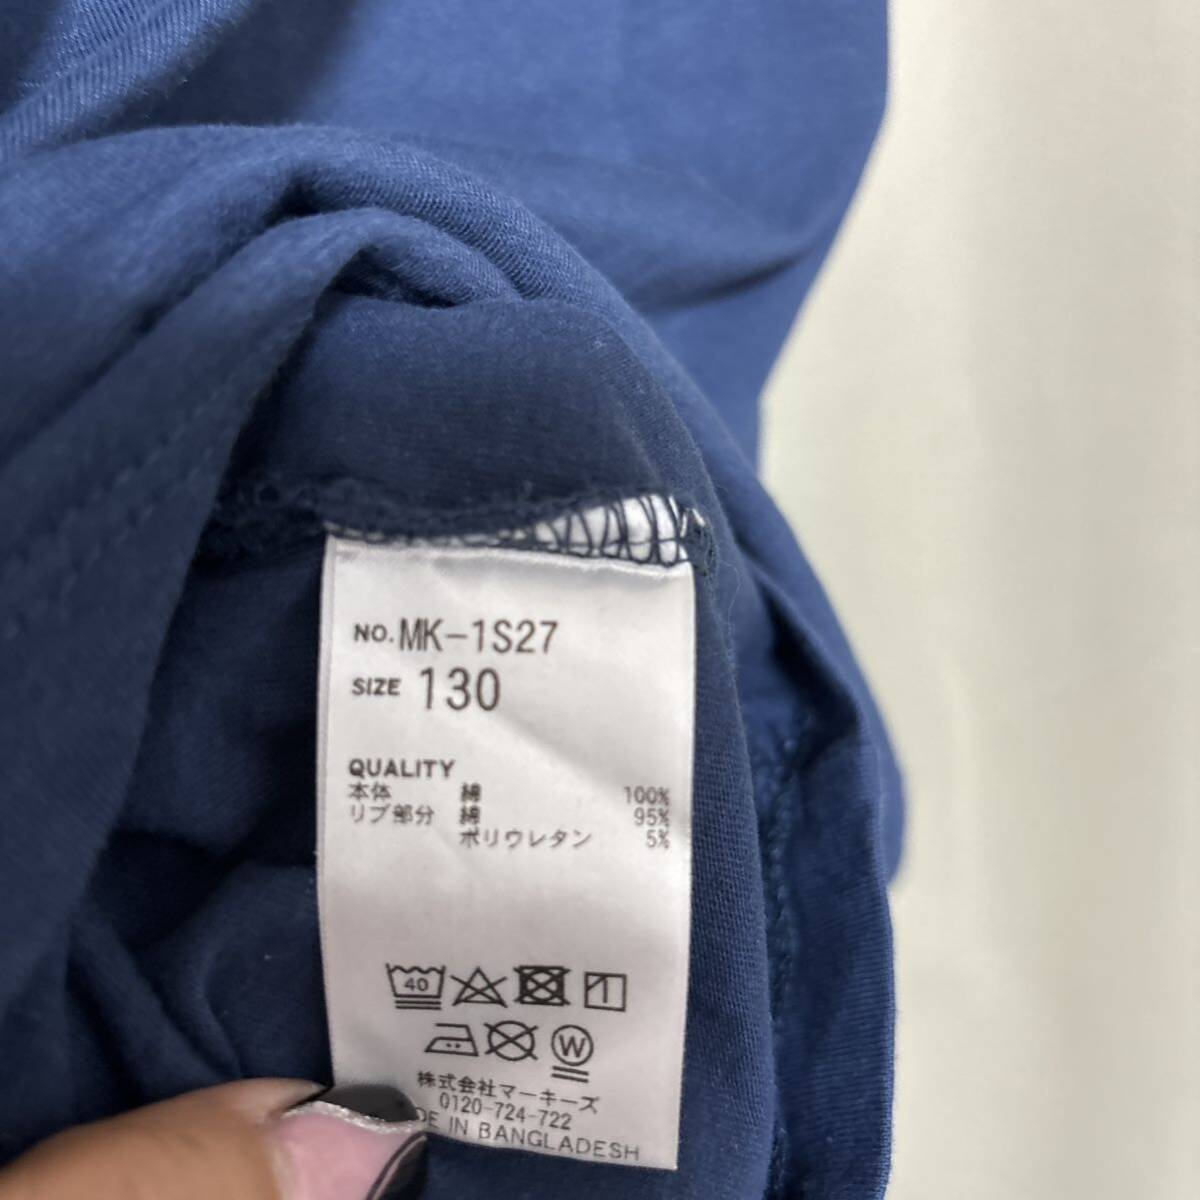 NO. MK-1S27
SIZE 130
QUALITY
本体 綿 100%
リブ部分 綿 95%
ポリウレタン 5%
40
W
株式会社マーキーズ
0120-724-722
DE IN BANGLADESH